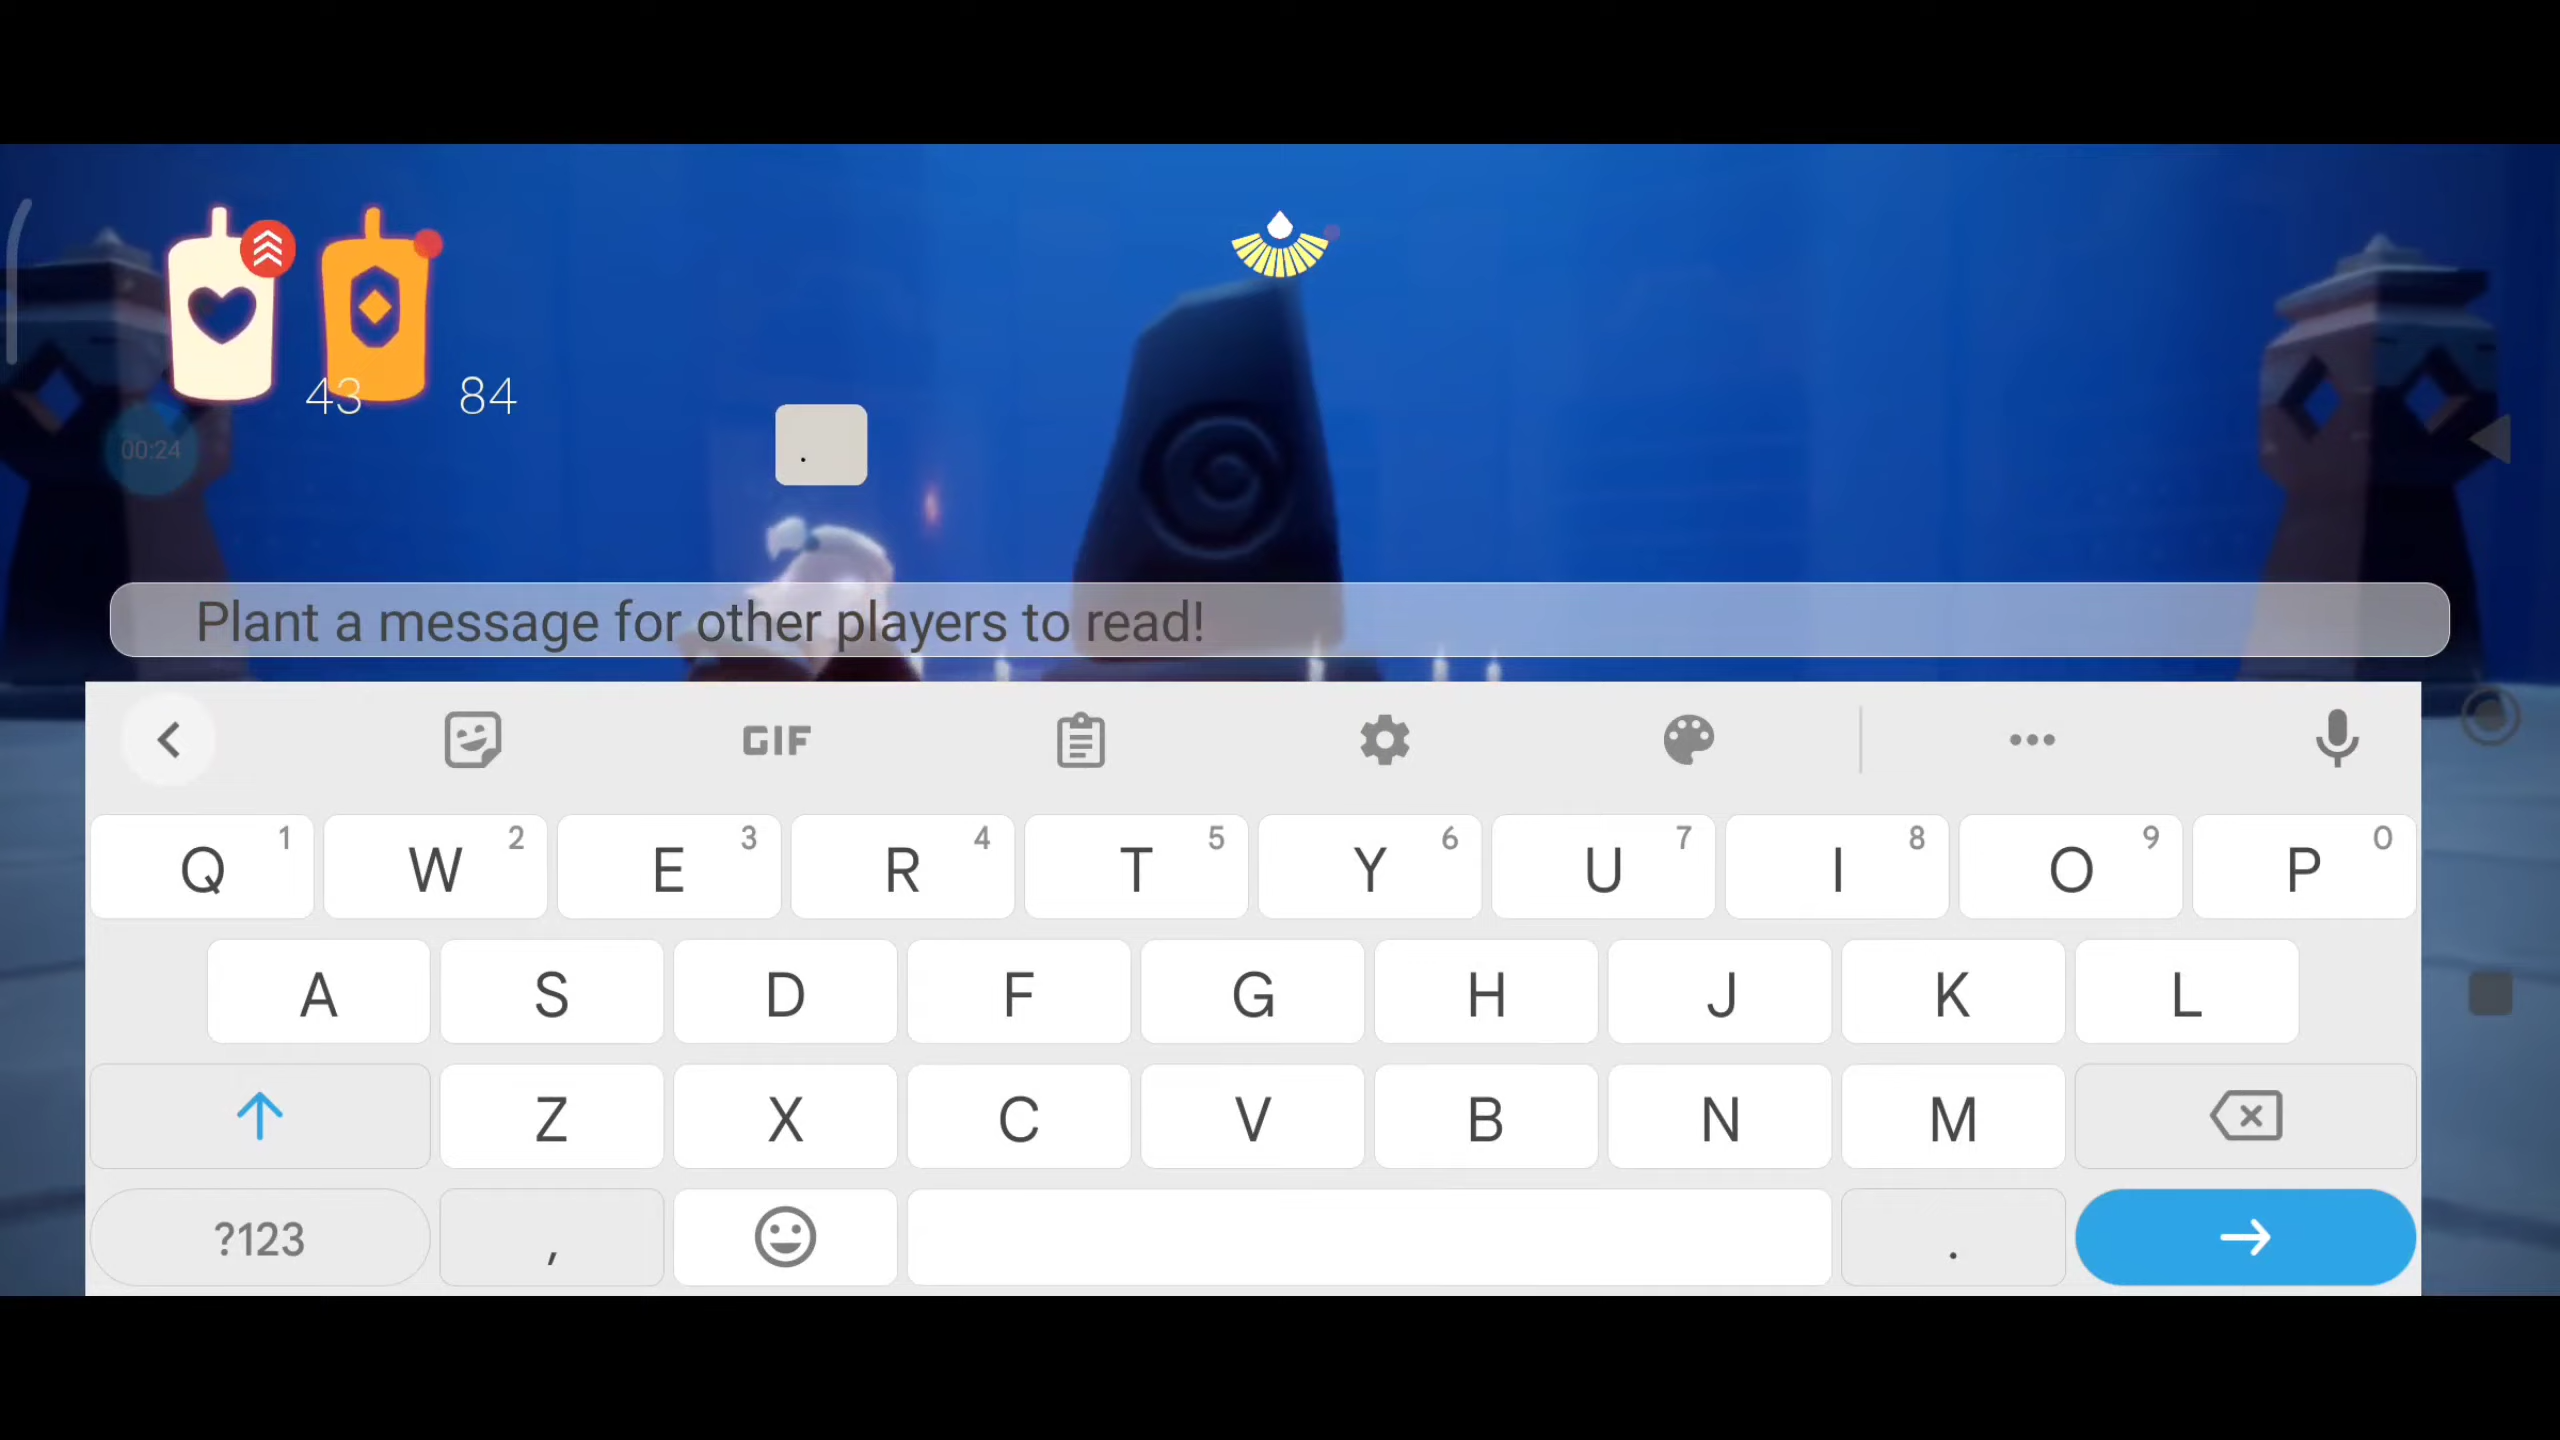 43 84
00:24
.
Plant a message for other players to read!
GIF
Q 1 W 2 E 3 R 4 T 5 Y 6 U 7 I 8 O 9 P 0
A S D F G H J K L
Z X C V B N M
?123 , .